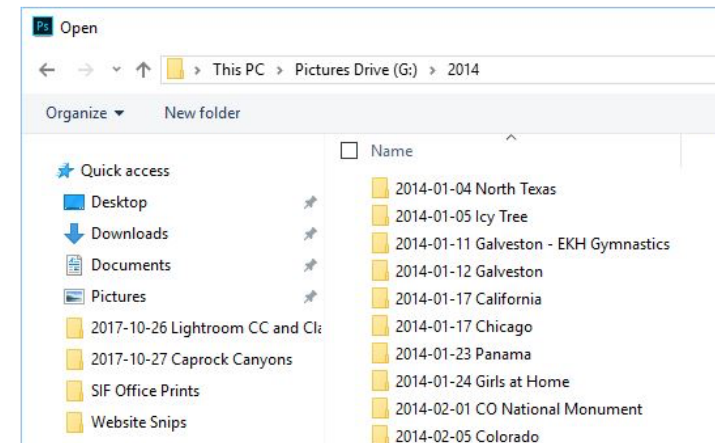 Ps Open
This PC > Pictures Drive (G:) > 2014
Organize New folder
Name
Quick access
Desktop
Downloads
Documents
Pictures
2017-10-26 Lightroom CC and Cla
2017-10-27 Caprock Canyons
SIF Office Prints
Website Snips
2014-01-04 North Texas
2014-01-05 Icy Tree
2014-01-11 Galveston - EKH Gymnastics
2014-01-12 Galveston
2014-01-17 California
2014-01-17 Chicago
2014-01-23 Panama
2014-01-24 Girls at Home
2014-02-01 CO National Monument
2014-02-05 Colorado